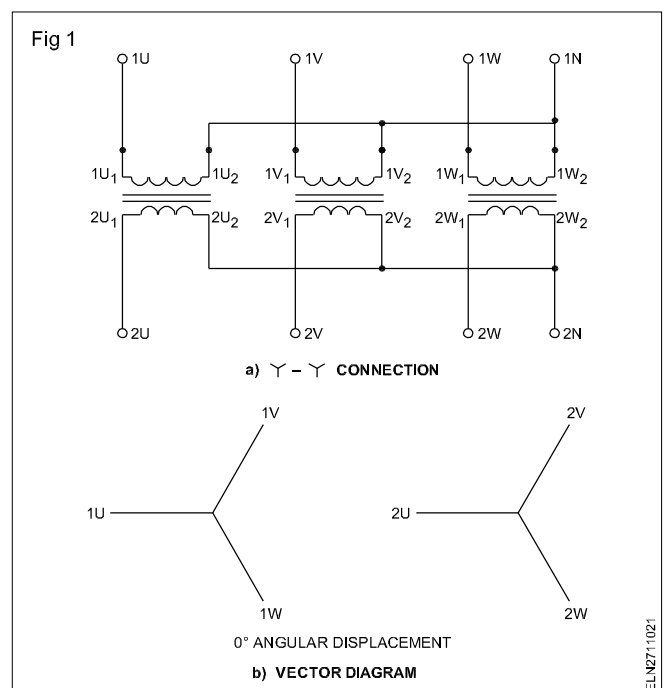 Fig 1
1U 1V 1W 1N
1U1 1U2 1V1 1V2 1W1 1W2
2U1 2U2 2V1 2V2 2W1 2W2
2U 2V 2W 2N
a) Y – Y CONNECTION
1V 2V
1U 2U
1W 2W
0° ANGULAR DISPLACEMENT
b) VECTOR DIAGRAM
ELN2711021